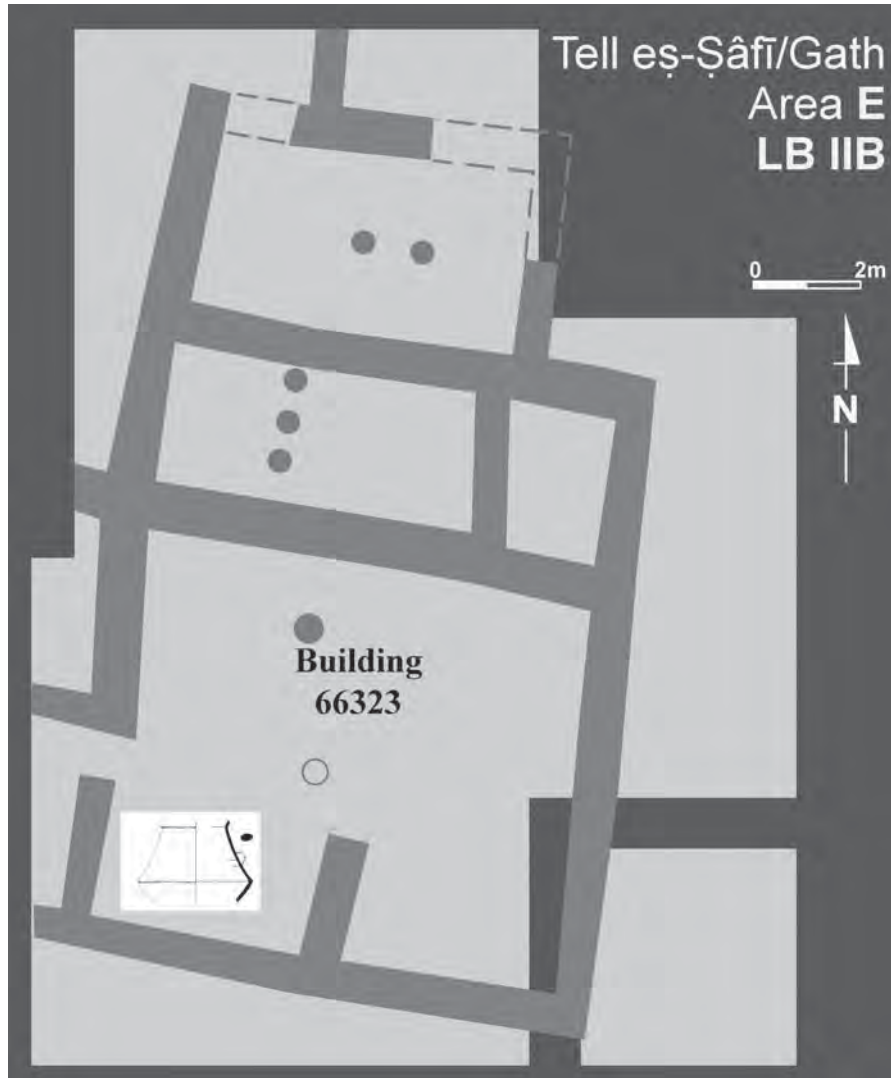 Tell eṣ-Ṣâfī/Gath
Area E
LB IIB
0 2m
N
Building
66323